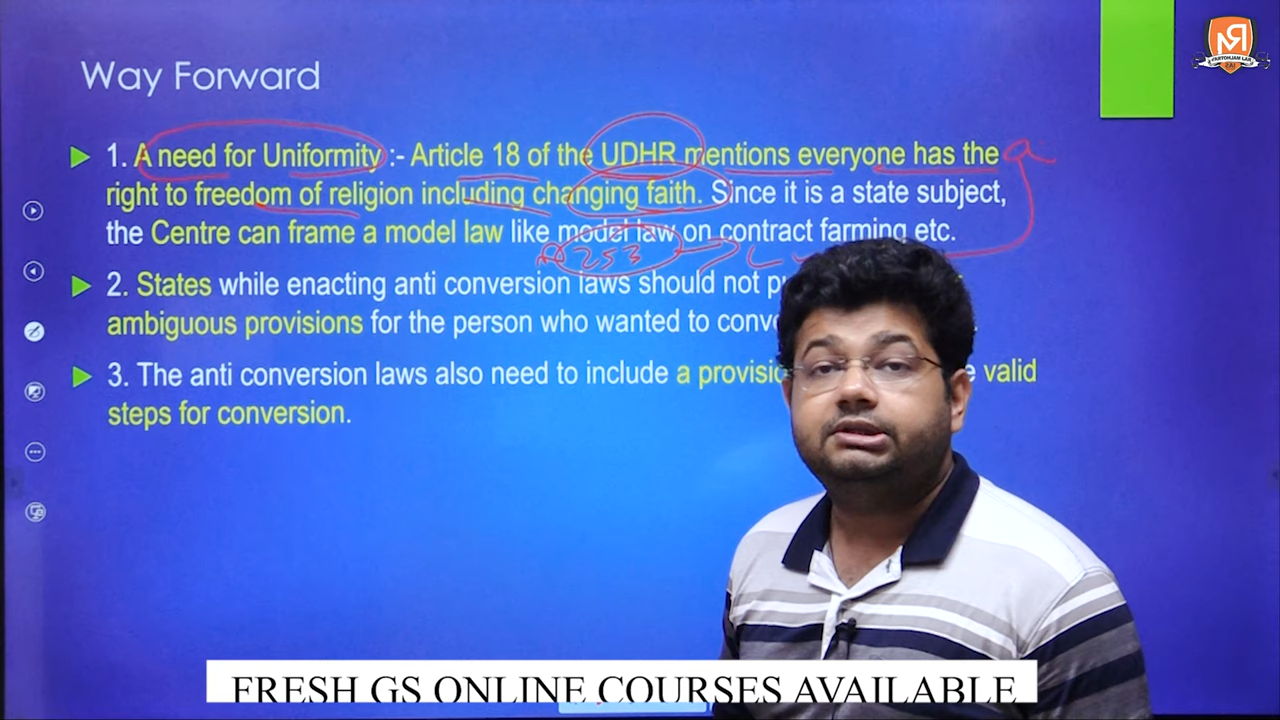 Way Forward
1. A need for Uniformity :- Article 18 of the UDHR mentions everyone has the
right to freedom of religion including changing faith. Since it is a state subject,
the Centre can frame a model law like model law on contract farming etc.
253
2. States while enacting anti conversion laws should not
ambiguous provisions for the person who wanted to
3. The anti conversion laws also need to include a valid
steps for conversion.
FRESH GS ONLINE COURSES AVAILABLE